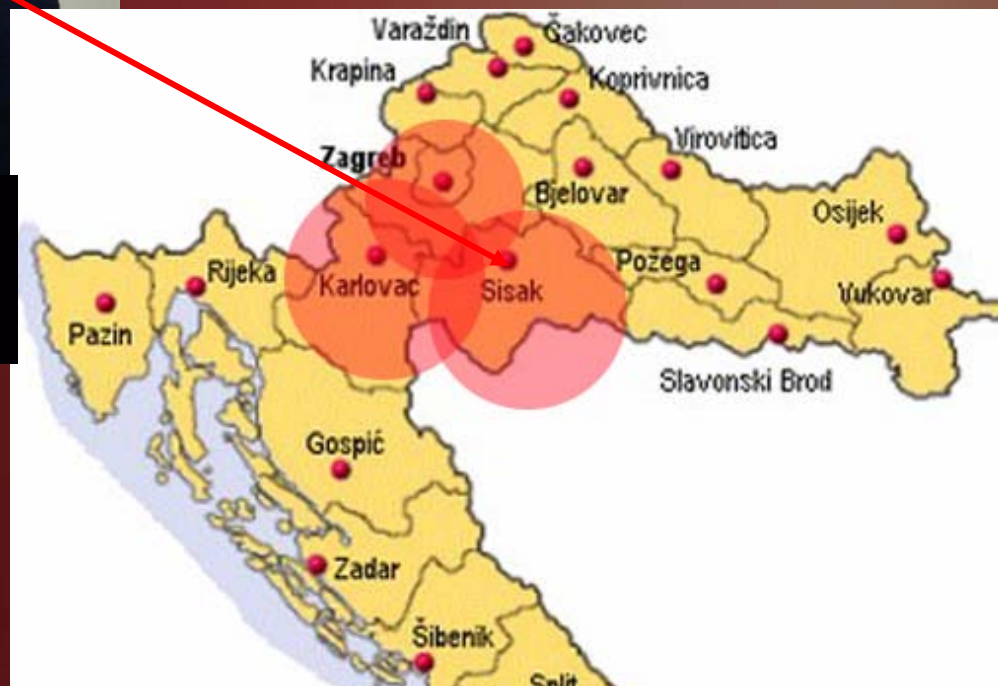 Varaždin
Čakovec
Krapina
Koprivnica
Zagreb
Virovitica
Bjelovar
Osijek
Rijeka
Karlovac
Sisak
Požega
Vukovar
Pazin
Slavonski Brod
Gospić
Zadar
Šibenik
Split